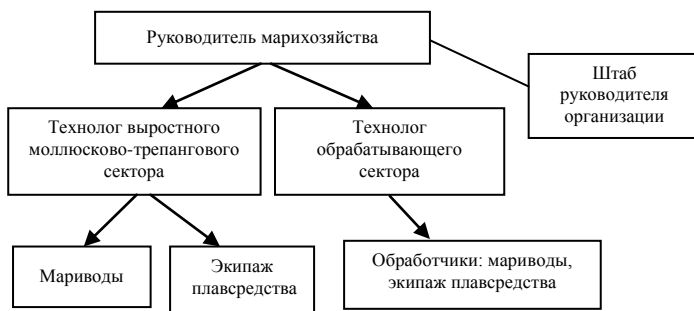 Руководитель марихозяйства
Штаб
руководителя
организации
Технолог выростного
моллюсково-трепангового
сектора
Технолог
обрабатывающего
сектора
Мариводы
Экипаж
плавсредства
Обработчики: мариводы,
экипаж плавсредства